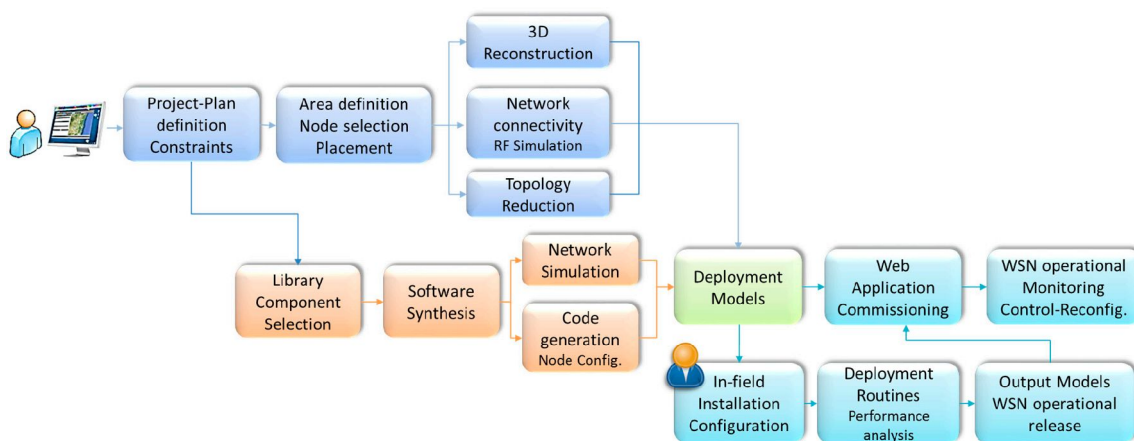 3D
Reconstruction
Project-Plan
definition
Constraints
Area definition
Node selection
Placement
Network
connectivity
RF Simulation
Topology
Reduction
Library
Component
Selection
Software
Synthesis
Network
Simulation
Code
generation
Node Config.
Deployment
Models
Web
Application
Commissioning
WSN operational
Monitoring
Control-Reconfig.
In-field
Installation
Configuration
Deployment
Routines
Performance
analysis
Output Models
WSN operational
release